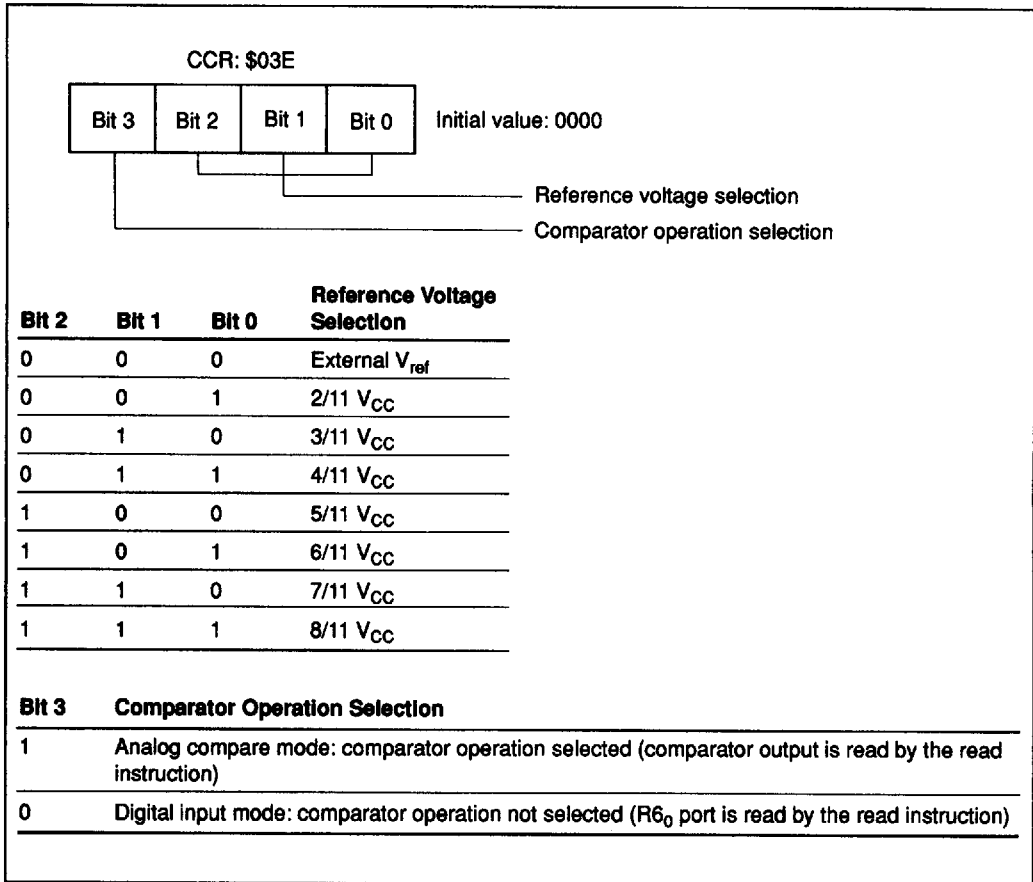 CCR: $03E
Bit 3 Bit 2 Bit 1 Bit 0 Initial value: 0000
Reference voltage selection
Comparator operation selection
Reference Voltage
Bit 2 Bit 1 Bit 0 Selection
0 0 0 External Vref
0 0 1 2/11 VCC
0 1 0 3/11 VCC
0 1 1 4/11 VCC
1 0 0 5/11 VCC
1 0 1 6/11 VCC
1 1 0 7/11 VCC
1 1 1 8/11 VCC
Bit 3 Comparator Operation Selection
1 Analog compare mode: comparator operation selected (comparator output is read by the read
instruction)
0 Digital input mode: comparator operation not selected (R60 port is read by the read instruction)